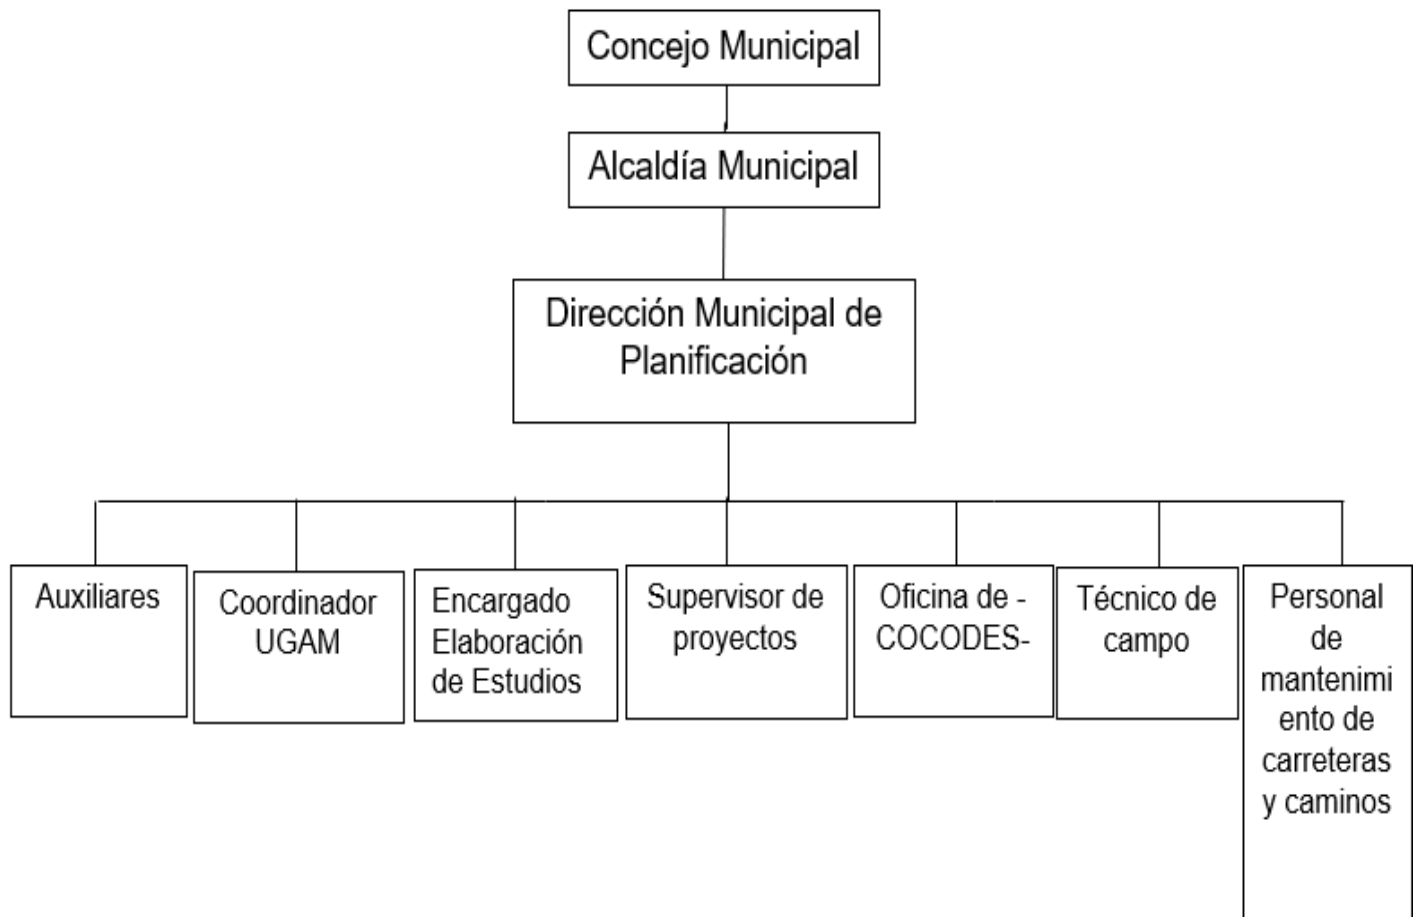 Concejo Municipal
Alcaldía Municipal
Dirección Municipal de
Planificación
Auxiliares
Coordinador
UGAM
Encargado
Elaboración
de Estudios
Supervisor de
proyectos
Oficina de -
COCODES-
Técnico de
campo
Personal
de
mantenimi
ento de
carreteras
y caminos